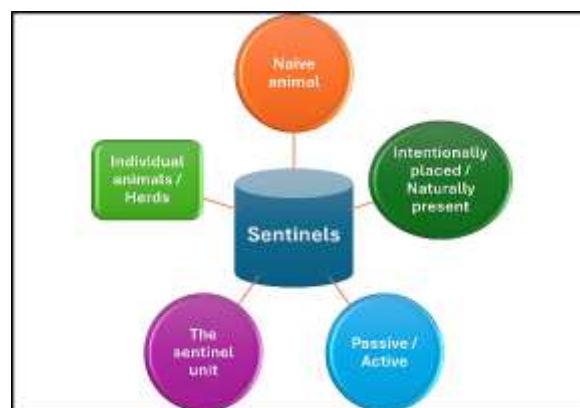 Naive
animal
Individual
animals /
Herds
Intentionally
placed /
Naturally
present
Sentinels
The
sentinel
unit
Passive /
Active